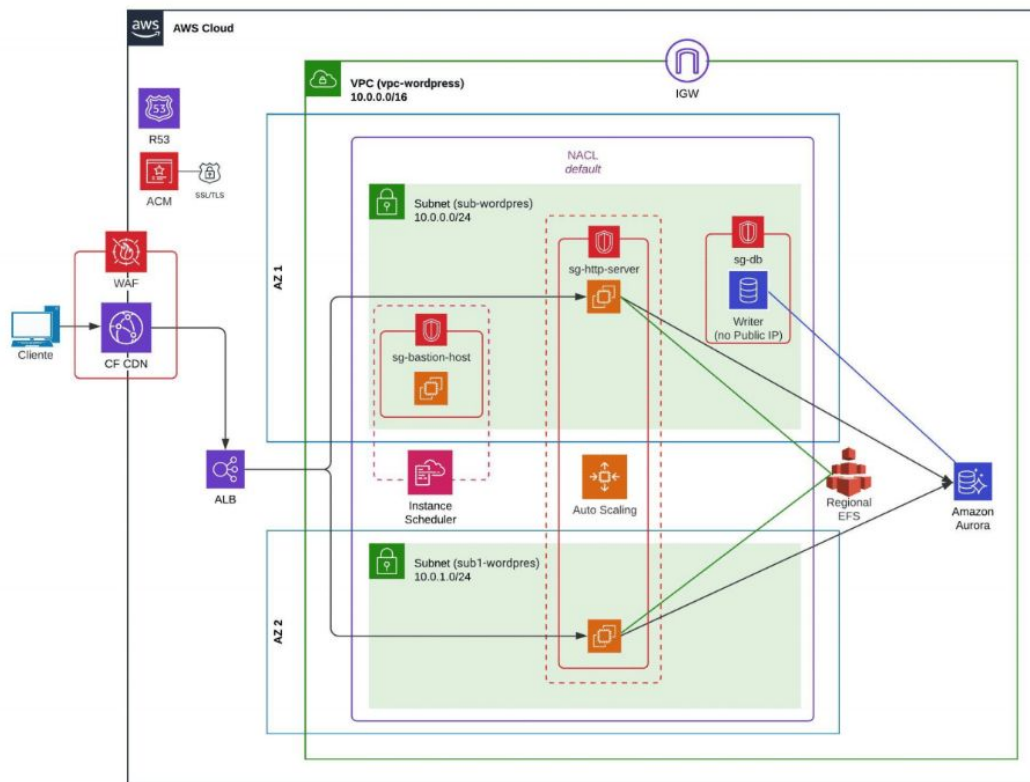 aws
AWS Cloud
VPC (vpc-wordpress)
10.0.0.0/16
IGW
53
R53
ACM
SSL/TLS
WAF
Cliente
CF CDN
ALB
AZ 1
NACL
default
Subnet (sub-wordpres)
10.0.0.0/24
sg-http-server
sg-db
Writer
(no Public IP)
sg-bastion-host
Instance
Scheduler
Auto Scaling
Regional
EFS
Amazon
Aurora
AZ 2
Subnet (sub1-wordpres)
10.0.1.0/24